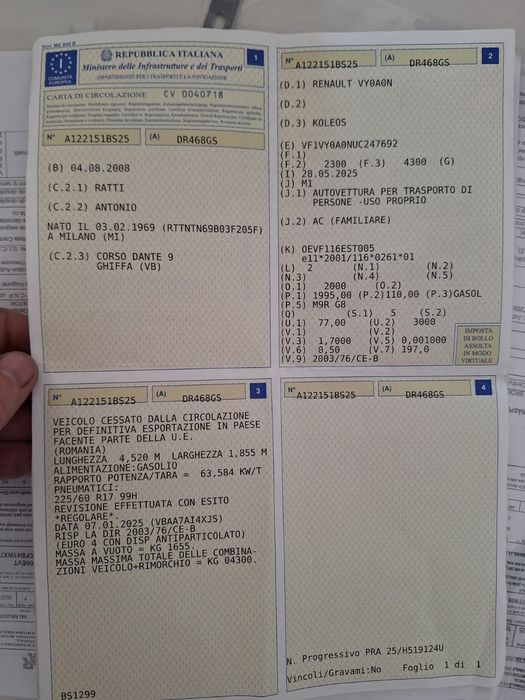 Mod. MC 820 D
I
COMUNITÀ
EUROPEA
REPUBBLICA ITALIANA
Ministero delle Infrastrutture e dei Trasporti
DIPARTIMENTO PER I TRASPORTI E LA NAVIGAZIONE
1
CARTA DI CIRCOLAZIONE CV 0040718
N° A122151BS25 (A) DR468GS
(B) 04.08.2008
(C.2.1) RATTI
(C.2.2) ANTONIO
NATO IL 03.02.1969 (RTTNTN69B03F205F)
A MILANO (MI)
(C.2.3) CORSO DANTE 9
GHIFFA (VB)
N° A122151BS25 (A) DR468GS 2
(D.1) RENAULT VY0A0N
(D.2)
(D.3) KOLEOS
(E) VF1VY0A0NUC247692
(F.1)
(F.2) 2300 (F.3) 4300 (G)
(I) 28.05.2025
(J) M1
(J.1) AUTOVETTURA PER TRASPORTO DI
PERSONE -USO PROPRIO
(J.2) AC (FAMILIARE)
(K) OEVF116EST005
e11*2001/116*0261*01
(L) 2 (N.1) (N.2)
(N.3) (N.4) (N.5)
(O.1) 2000 (O.2)
(P.1) 1995,00 (P.2)110,00 (P.3)GASOL
(P.5) M9R G8
(Q) (S.1) 5 (S.2)
(U.1) 77,00 (U.2) 3000
(V.1) (V.2)
(V.3) 1,7000 (V.5) 0,001000
(V.6) 0,50 (V.7) 197,0
(V.9) 2003/76/CE-B
IMPOSTA
DI BOLLO
ASSOLTA
IN MODO
VIRTUALE
N° A122151BS25 (A) DR468GS 3
VEICOLO CESSATO DALLA CIRCOLAZIONE
PER DEFINITIVA ESPORTAZIONE IN PAESE
FACENTE PARTE DELLA U.E.
(ROMANIA)
LUNGHEZZA 4,520 M LARGHEZZA 1,855 M
ALIMENTAZIONE:GASOLIO
RAPPORTO POTENZA/TARA = 63,584 KW/T
PNEUMATICI:
225/60 R17 99H
REVISIONE EFFETTUATA CON ESITO
*REGOLARE*.
DATA 07.01.2025 (VBAA7AI4XJS)
RISP LA DIR 2003/76/CE-B
(EURO 4 CON DISP ANTIPARTICOLATO)
MASSA A VUOTO = KG 1655.
MASSA MASSIMA TOTALE DELLE COMBINA-
ZIONI VEICOLO+RIMORCHIO = KG 04300.
BS1299
N° A122151BS25 (A) DR468GS 4
N. Progressivo PRA 25/H519124U
Vincoli/Gravami:No Foglio 1 di 1